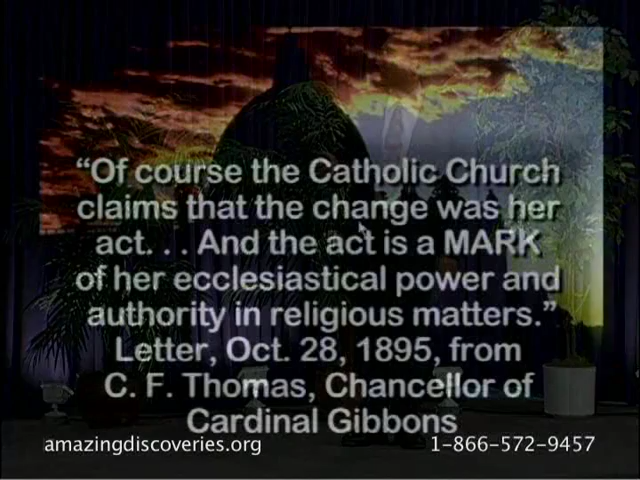 “Of course the Catholic Church
claims that the change was her
act. . . And the act is a MARK
of her ecclesiastical power and
authority in religious matters.”
Letter, Oct. 28, 1895, from
C. F. Thomas, Chancellor of
Cardinal Gibbons
amazingdiscoveries.org 1-866-572-9457